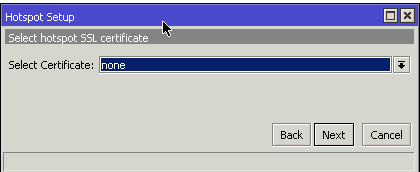 Hotspot Setup
Select hotspot SSL certificate
Select Certificate: none
Back Next Cancel